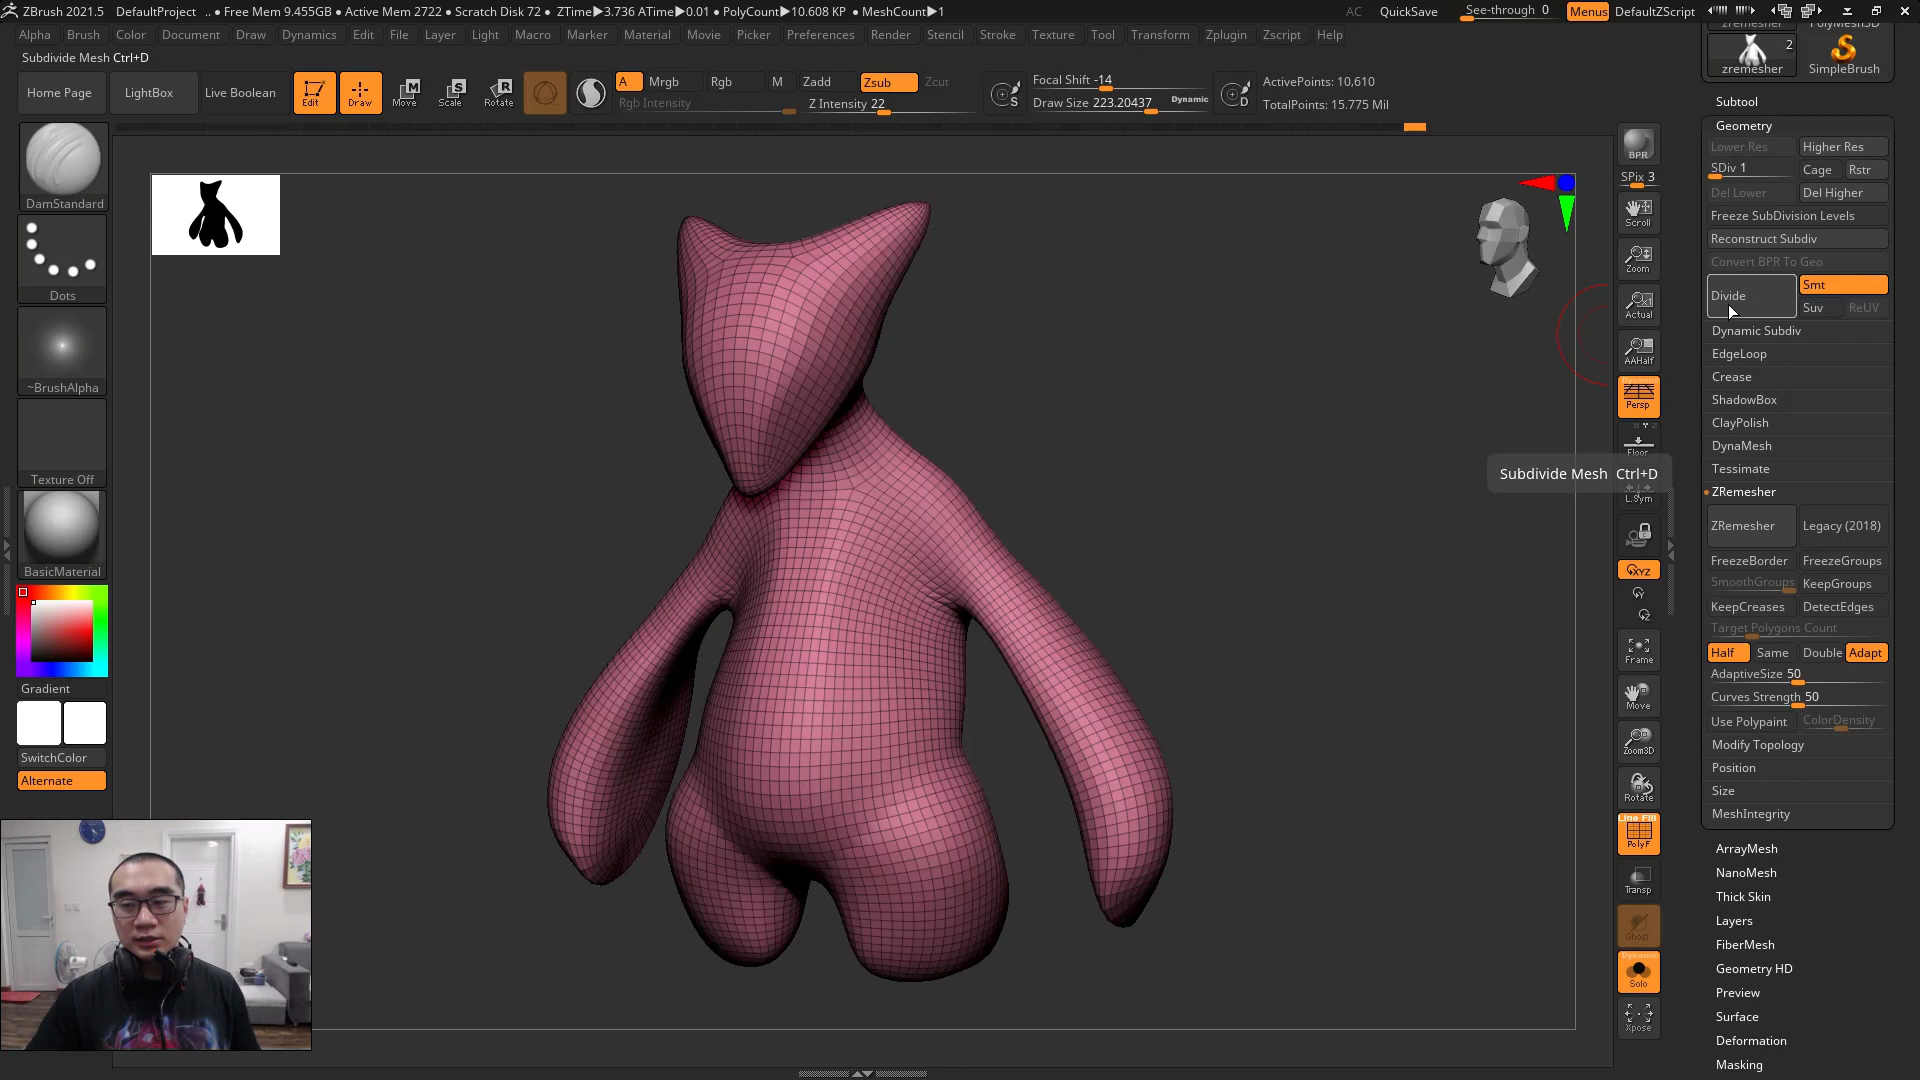 ZBrush 2021.5 DefaultProject .. ● Free Mem 9.455GB ● Active Mem 2722 ● Scratch Disk 72 ● ZTime▶3.736 ATime▶0.01 ● PolyCount▶10.608 KP ● MeshCount▶1 AC QuickSave See-through 0 Menus DefaultZScript
Alpha Brush Color Document Draw Dynamics Edit File Layer Light Macro Marker Material Movie Picker Preferences Render Stencil Stroke Texture Tool Transform Zplugin Zscript Help
Subdivide Mesh Ctrl+D
Home Page LightBox Live Boolean Edit Draw Move Scale Rotate A Mrgb Rgb M Zadd Zsub Zcut
Rgb Intensity Z Intensity 22
Focal Shift -14
Draw Size 223.20437 Dynamic
ActivePoints: 10,610
TotalPoints: 15.775 Mil
DamStandard
Dots
~BrushAlpha
Texture Off
BasicMaterial
Gradient
SwitchColor
Alternate
Subdivide Mesh Ctrl+D
BPR
SPix 3
Scroll
Zoom
Actual
AAHalf
Dynamic
Persp
Floor
L.Sym
XYZ
Frame
Move
Zoom3D
Rotate
Line Fill
PolyF
Transp
Ghost
Dynamic
Solo
Xpose
zremesher PolyMesh3D
2
zremesher SimpleBrush
Subtool
Geometry
Lower Res Higher Res
SDiv 1 Cage Rstr
Del Lower Del Higher
Freeze SubDivision Levels
Reconstruct Subdiv
Convert BPR To Geo
Divide Smt
Suv ReUV
Dynamic Subdiv
EdgeLoop
Crease
ShadowBox
ClayPolish
DynaMesh
Tessimate
ZRemesher
ZRemesher Legacy (2018)
FreezeBorder FreezeGroups
SmoothGroups KeepGroups
KeepCreases DetectEdges
Target Polygons Count
Half Same Double Adapt
AdaptiveSize 50
Curves Strength 50
Use Polypaint ColorDensity
Modify Topology
Position
Size
MeshIntegrity
ArrayMesh
NanoMesh
Thick Skin
Layers
FiberMesh
Geometry HD
Preview
Surface
Deformation
Masking